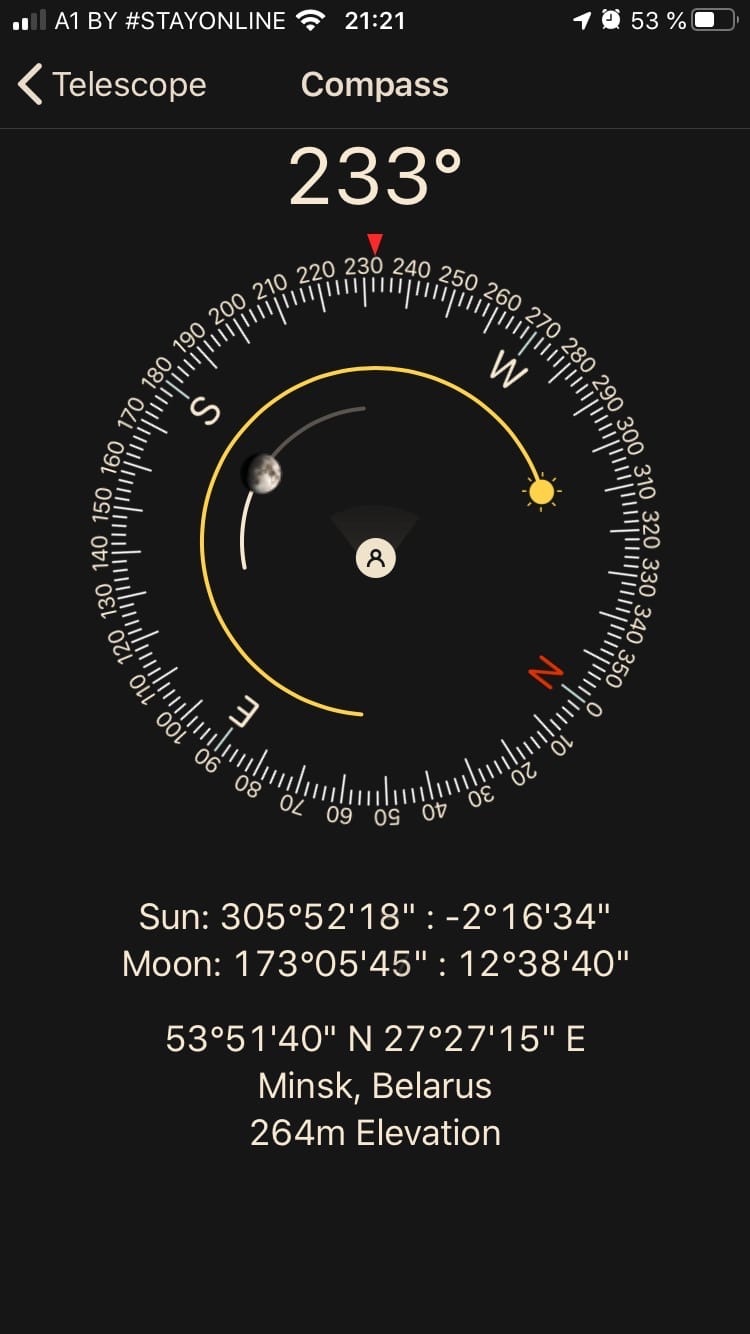 A1 BY #STAYONLINE 21:21 53 %
Telescope Compass
233°
230 240 250 260 270 280 290 300 310 320 330 340 350 0 10 20 30 40 50 60 70 80 90 100 110 120 130 140 150 160 170 180 190 200 210 220
S W
E N
Sun: 305°52'18" : -2°16'34"
Moon: 173°05'45" : 12°38'40"
53°51'40" N 27°27'15" E
Minsk, Belarus
264m Elevation